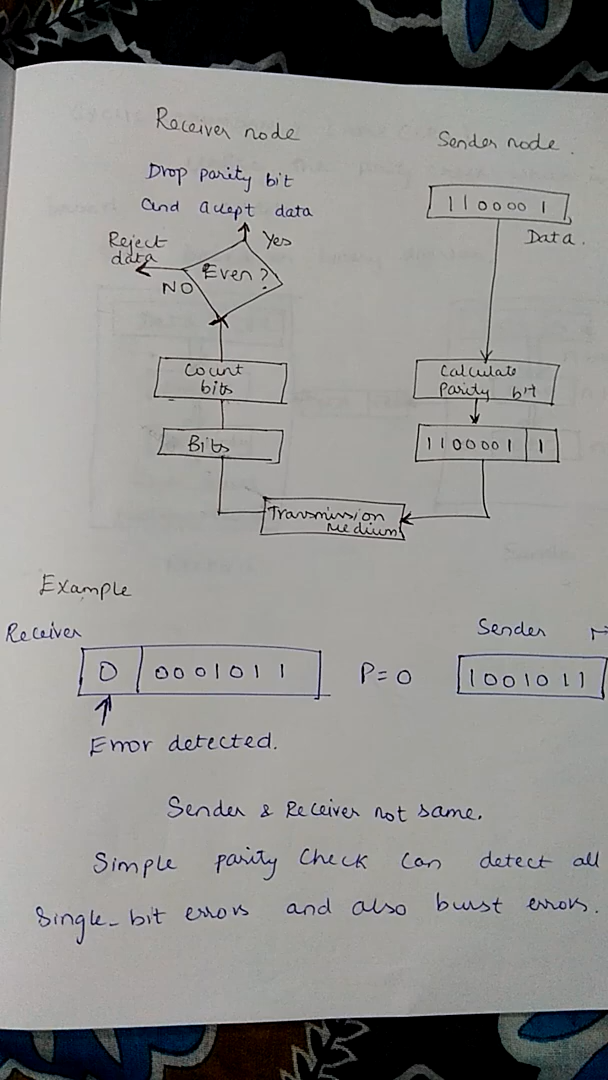 Receiver node
Sender node.
Drop parity bit
and accept data
1100001
Data.
Reject
data
Yes
Even?
NO
Count
bits
Calculate
Parity bit
Bits
1100001 1
Transmission
Medium
Example
Receiver
Sender
0 0001011
P=0
1001011
Error detected.
Sender & Receiver not same.
Simple parity Check Can detect all
Single-bit errors and also burst errors.